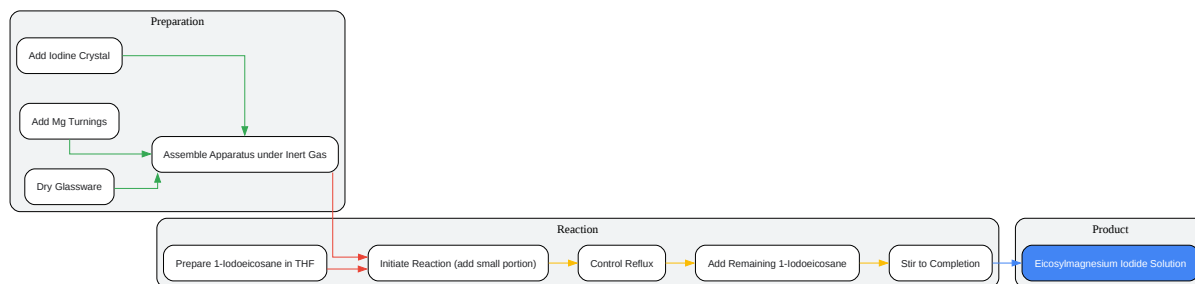 Preparation
Add Iodine Crystal
Add Mg Turnings
Assemble Apparatus under Inert Gas
Dry Glassware
Reaction
Product
Prepare 1-Iodoeicosane in THF
Initiate Reaction (add small portion)
Control Reflux
Add Remaining 1-Iodoeicosane
Stir to Completion
Eicosylmagnesium Iodide Solution